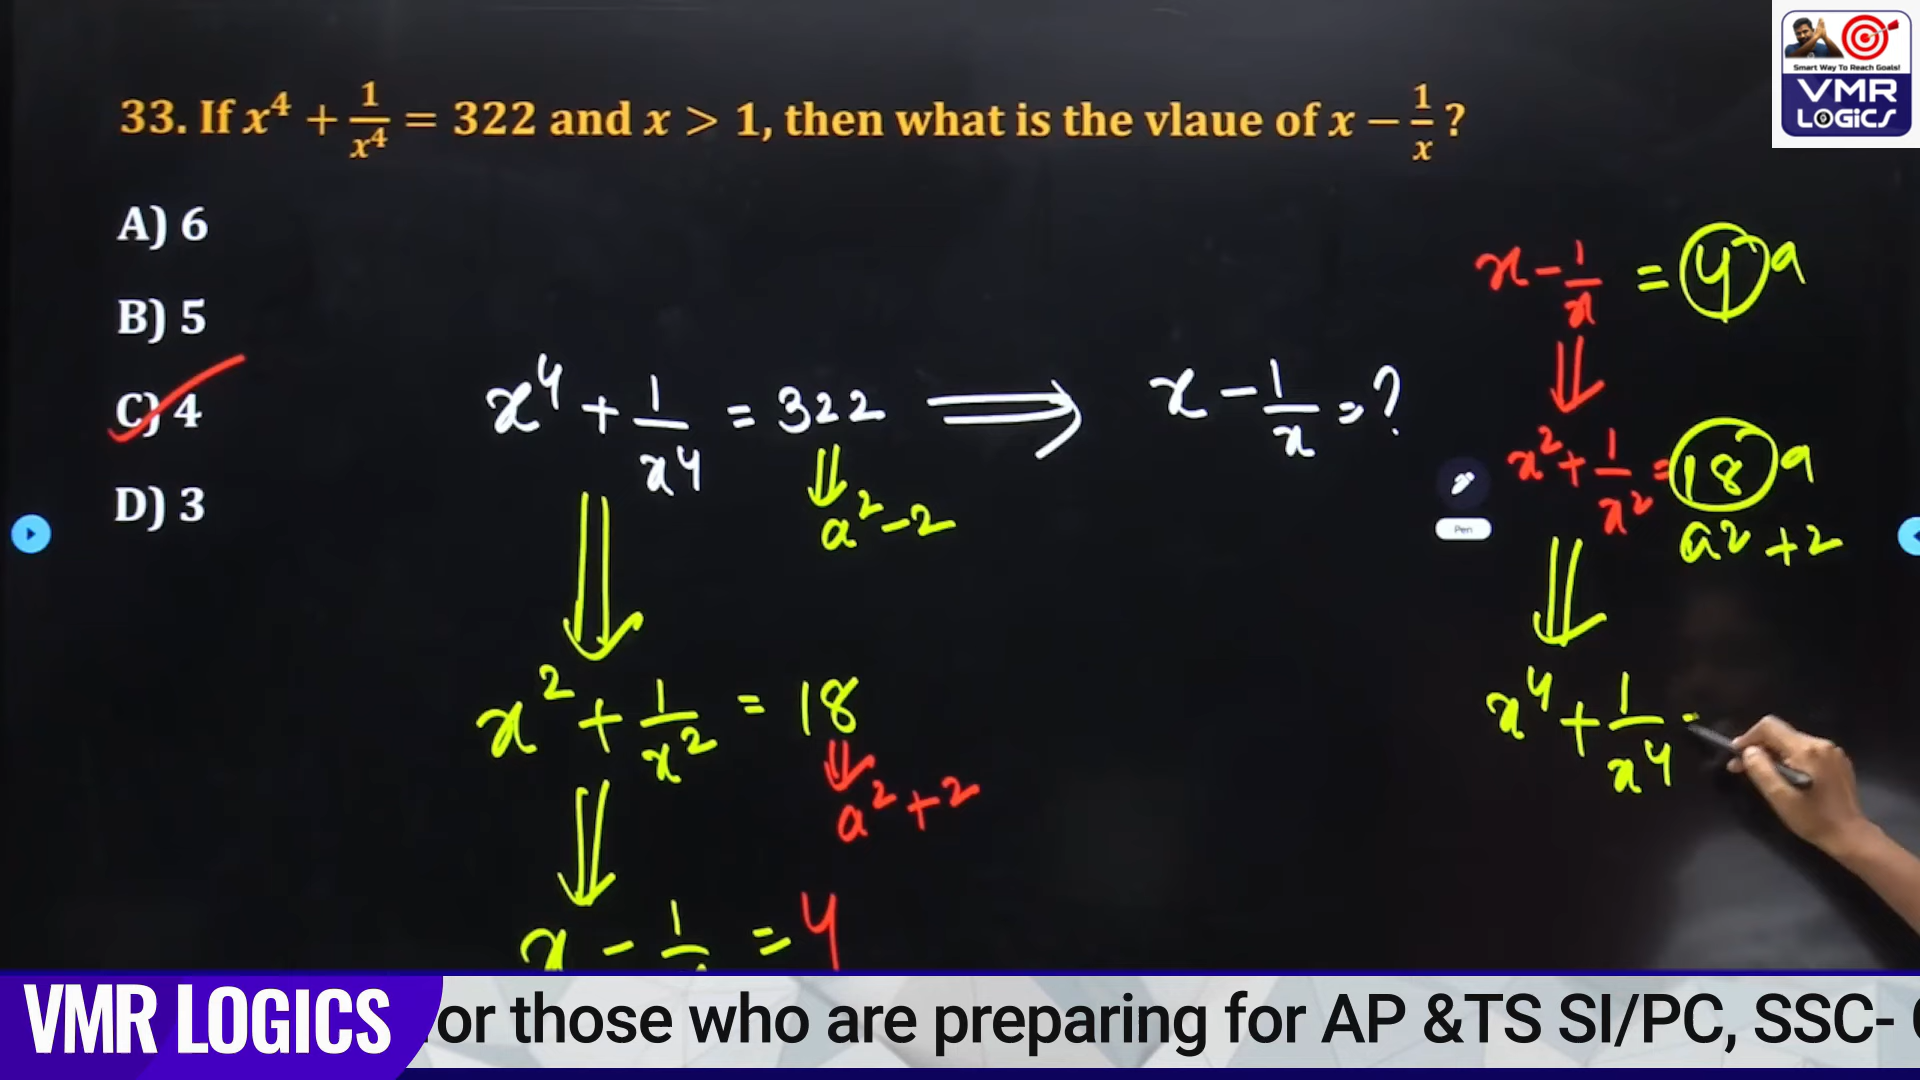 33. If x⁴ + 1/x⁴ = 322 and x > 1, then what is the vlaue of x − 1/x ?
A) 6
B) 5
C) 4
D) 3
x⁴ + 1/x⁴ = 322 ⟹ x − 1/x = ?
a² − 2
x² + 1/x² = 18
a² + 2
x − 1/ = 4
x − 1/x = 4 a
x² + 1/x² = 18 a
a² + 2
x⁴ + 1/x⁴ =
Pen
Smart Way To Reach Goals!
VMR
LOGICS
VMR LOGICS
or those who are preparing for AP &TS SI/PC, SSC-